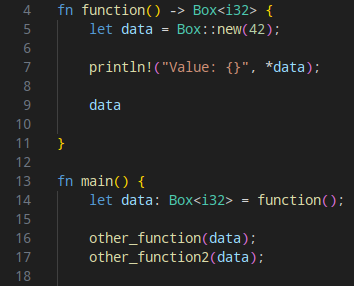 4 fn function() -> Box<i32> {
5     let data = Box::new(42);
6
7     println!("Value: {}", *data);
8
9     data
10
11 }
12
13 fn main() {
14     let data: Box<i32> = function();
15
16     other_function(data);
17     other_function2(data);
18